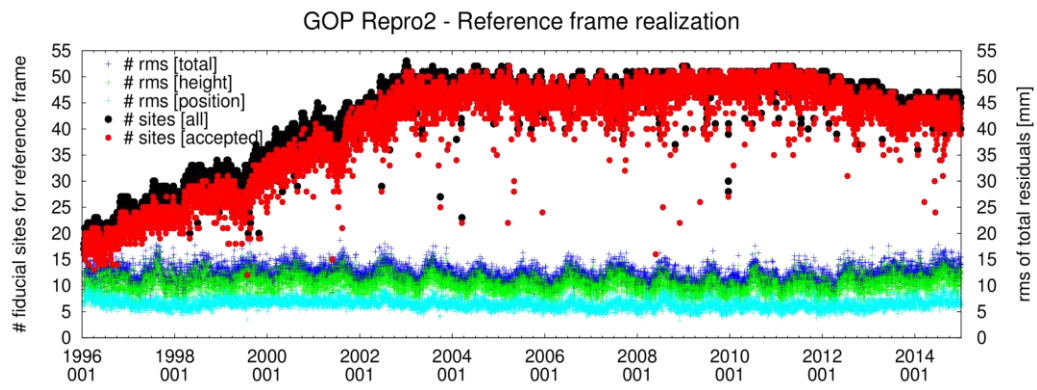 GOP Repro2 - Reference frame realization
# fiducial sites for reference frame
55
50
45
40
35
30
25
20
15
10
5
0
# rms [total]
# rms [height]
# rms [position]
# sites [all]
# sites [accepted]
55
50
45
40
35
30
25
20
15
10
5
0
rms of total residuals [mm]
1996 1998 2000 2002 2004 2006 2008 2010 2012 2014
001 001 001 001 001 001 001 001 001 001